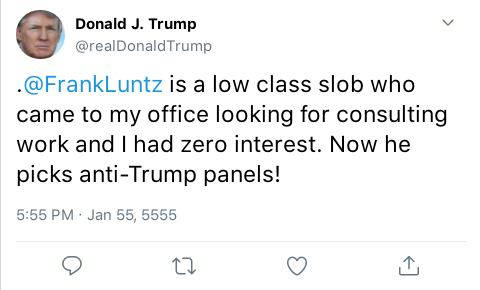 Donald J. Trump
@realDonaldTrump
.@FrankLuntz is a low class slob who
came to my office looking for consulting
work and I had zero interest. Now he
picks anti-Trump panels!
5:55 PM · Jan 55, 5555